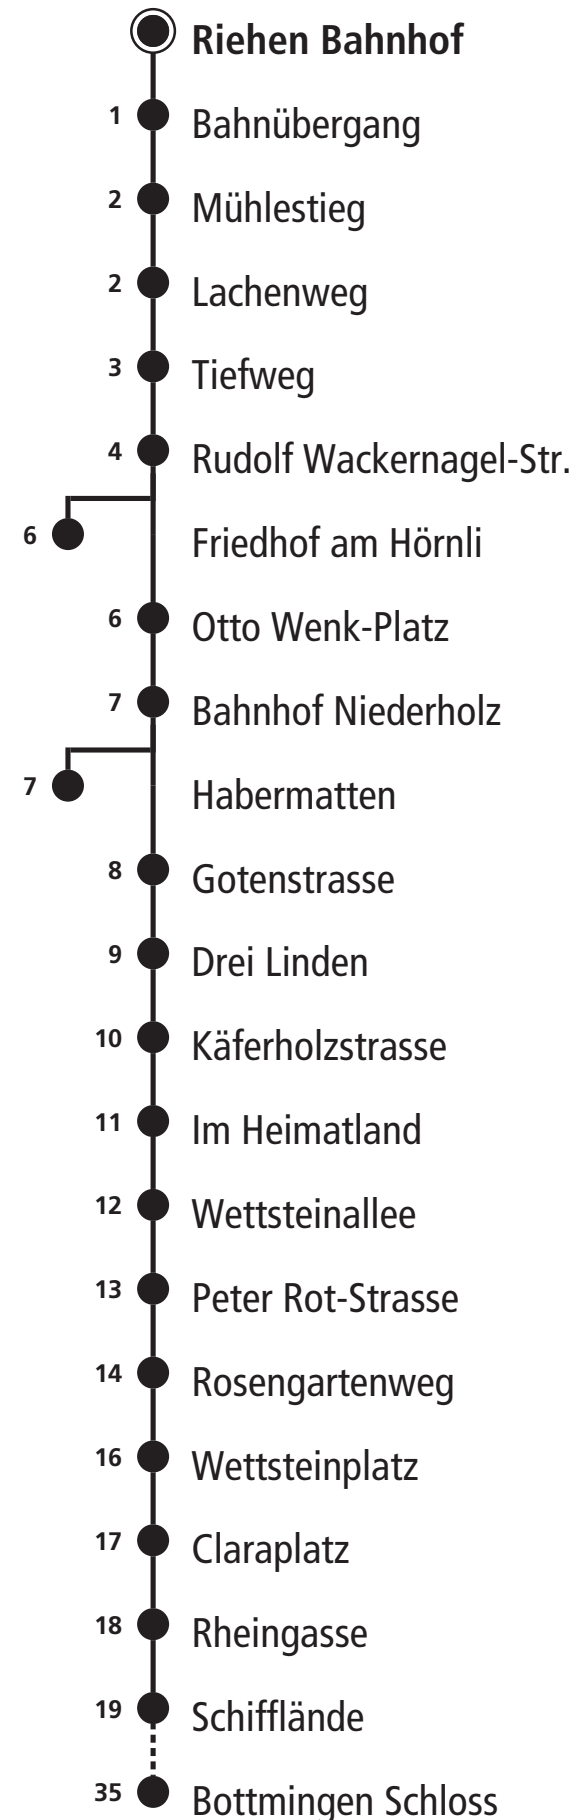 Riehen Bahnhof
1 Bahnübergang
2 Mühlestieg
2 Lachenweg
3 Tiefweg
4 Rudolf Wackernagel-Str.
6 Friedhof am Hörnli
6 Otto Wenk-Platz
7 Bahnhof Niederholz
7 Habermatten
8 Gotenstrasse
9 Drei Linden
10 Käferholzstrasse
11 Im Heimatland
12 Wettsteinallee
13 Peter Rot-Strasse
14 Rosengartenweg
16 Wettsteinplatz
17 Claraplatz
18 Rheingasse
19 Schifflände
35 Bottmingen Schloss